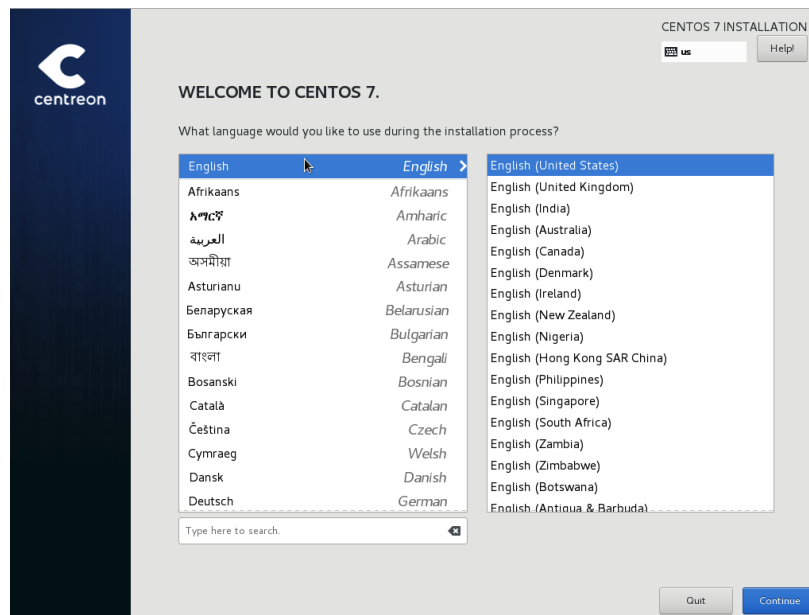 centreon
CENTOS 7 INSTALLATION
us
Help!
WELCOME TO CENTOS 7.
What language would you like to use during the installation process?
English English
Afrikaans Afrikaans
አማርኛ Amharic
العربية Arabic
অসমীয়া Assamese
Asturianu Asturian
Беларуская Belarusian
Български Bulgarian
বাংলা Bengali
Bosanski Bosnian
Català Catalan
Čeština Czech
Cymraeg Welsh
Dansk Danish
Deutsch German
Type here to search.
English (United States)
English (United Kingdom)
English (India)
English (Australia)
English (Canada)
English (Denmark)
English (Ireland)
English (New Zealand)
English (Nigeria)
English (Hong Kong SAR China)
English (Philippines)
English (Singapore)
English (South Africa)
English (Zambia)
English (Zimbabwe)
English (Botswana)
English (Antigua & Barbuda)
Quit
Continue